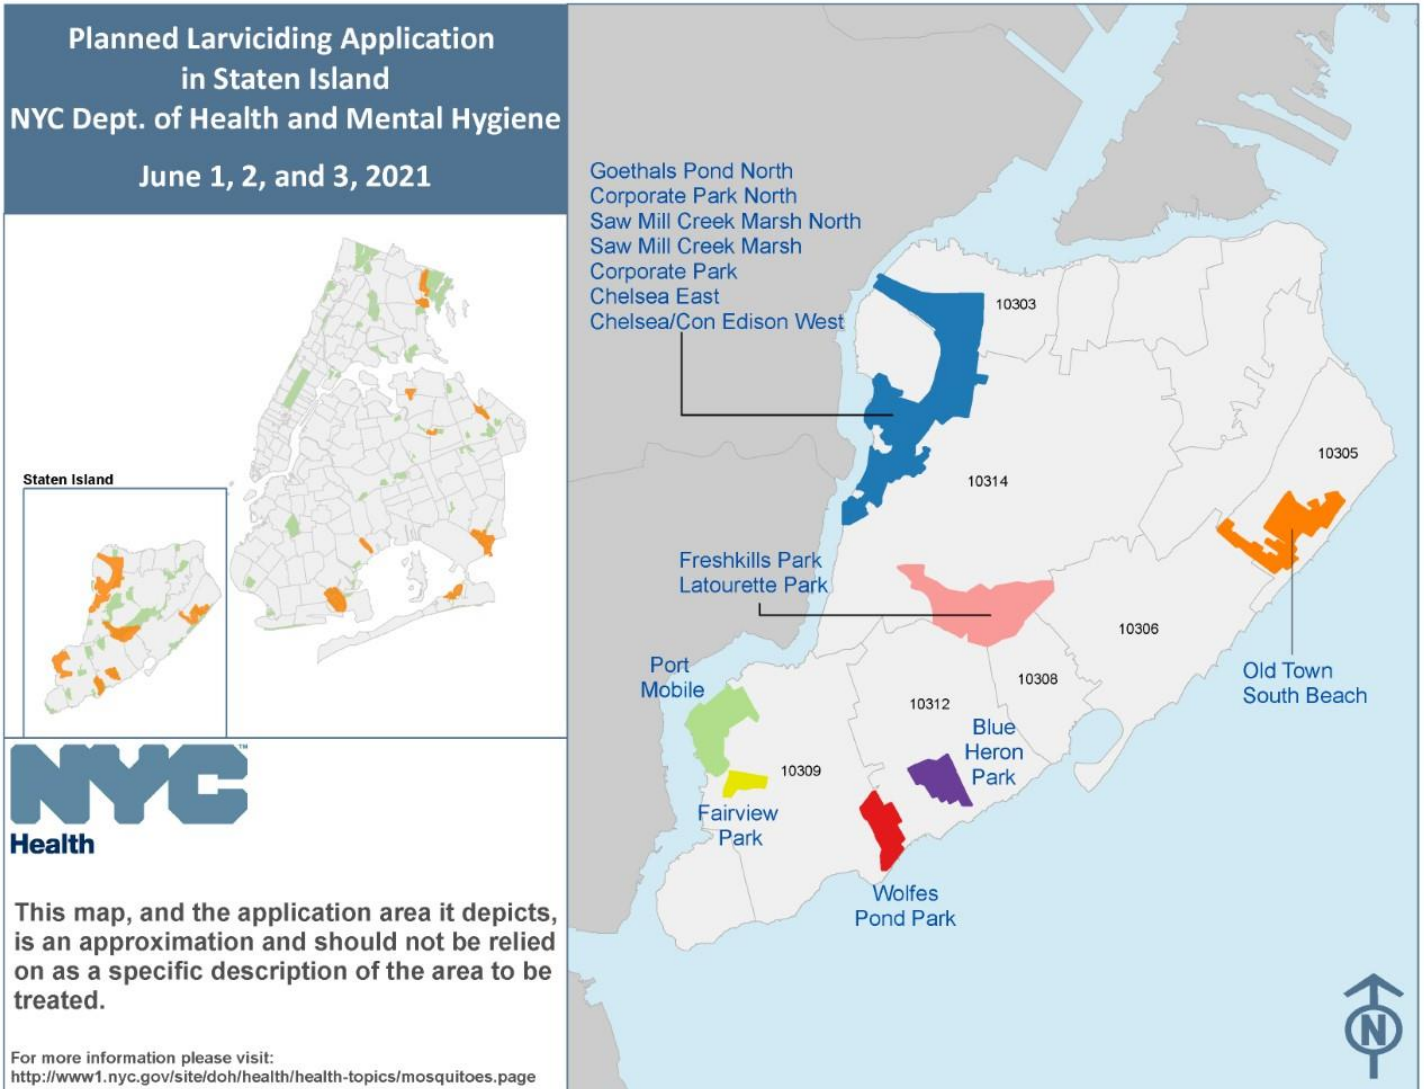 Planned Larviciding Application
in Staten Island
NYC Dept. of Health and Mental Hygiene
June 1, 2, and 3, 2021
Staten Island
NYC
™
Health
This map, and the application area it depicts,
is an approximation and should not be relied
on as a specific description of the area to be
treated.
For more information please visit:
http://www1.nyc.gov/site/doh/health/health-topics/mosquitoes.page
Goethals Pond North
Corporate Park North
Saw Mill Creek Marsh North
Saw Mill Creek Marsh
Corporate Park
Chelsea East
Chelsea/Con Edison West
10303
10305
10314
Freshkills Park
Latourette Park
10306
Port
Mobile
10308
Old Town
South Beach
10312
Blue
Heron
Park
10309
Fairview
Park
Wolfes
Pond Park
N